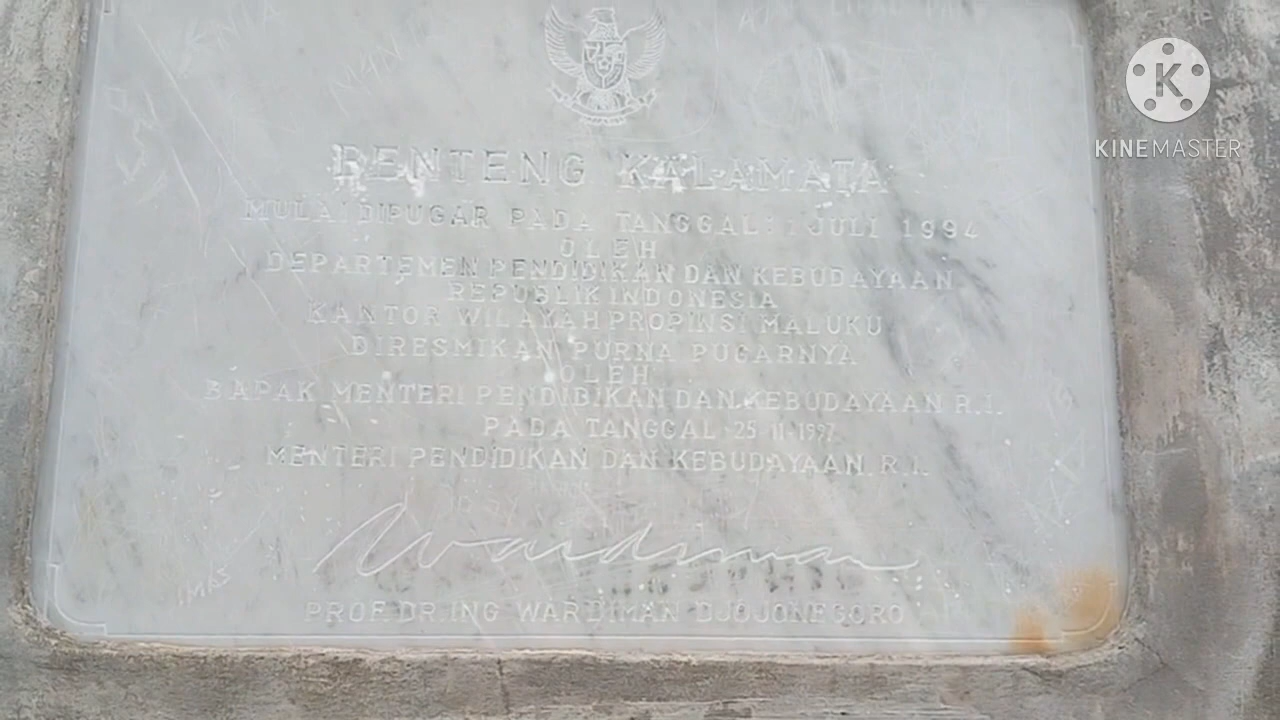 BENTENG KALAMATA
MULAI DIPUGAR PADA TANGGAL : 1 JULI 1994
OLEH
DEPARTEMEN PENDIDIKAN DAN KEBUDAYAAN
REPUBLIK INDONESIA
KANTOR WILAYAH PROPINSI MALUKU
DIRESMIKAN PURNA PUGARNYA
OLEH
BAPAK MENTERI PENDIDIKAN DAN KEBUDAYAAN R.I.
PADA TANGGAL 25-11-1997
MENTERI PENDIDIKAN DAN KEBUDAYAAN R.I.
Wardiman
IMAS
PROF.DR.ING WARDIMAN DJOJONEGORO
K
KINEMASTER